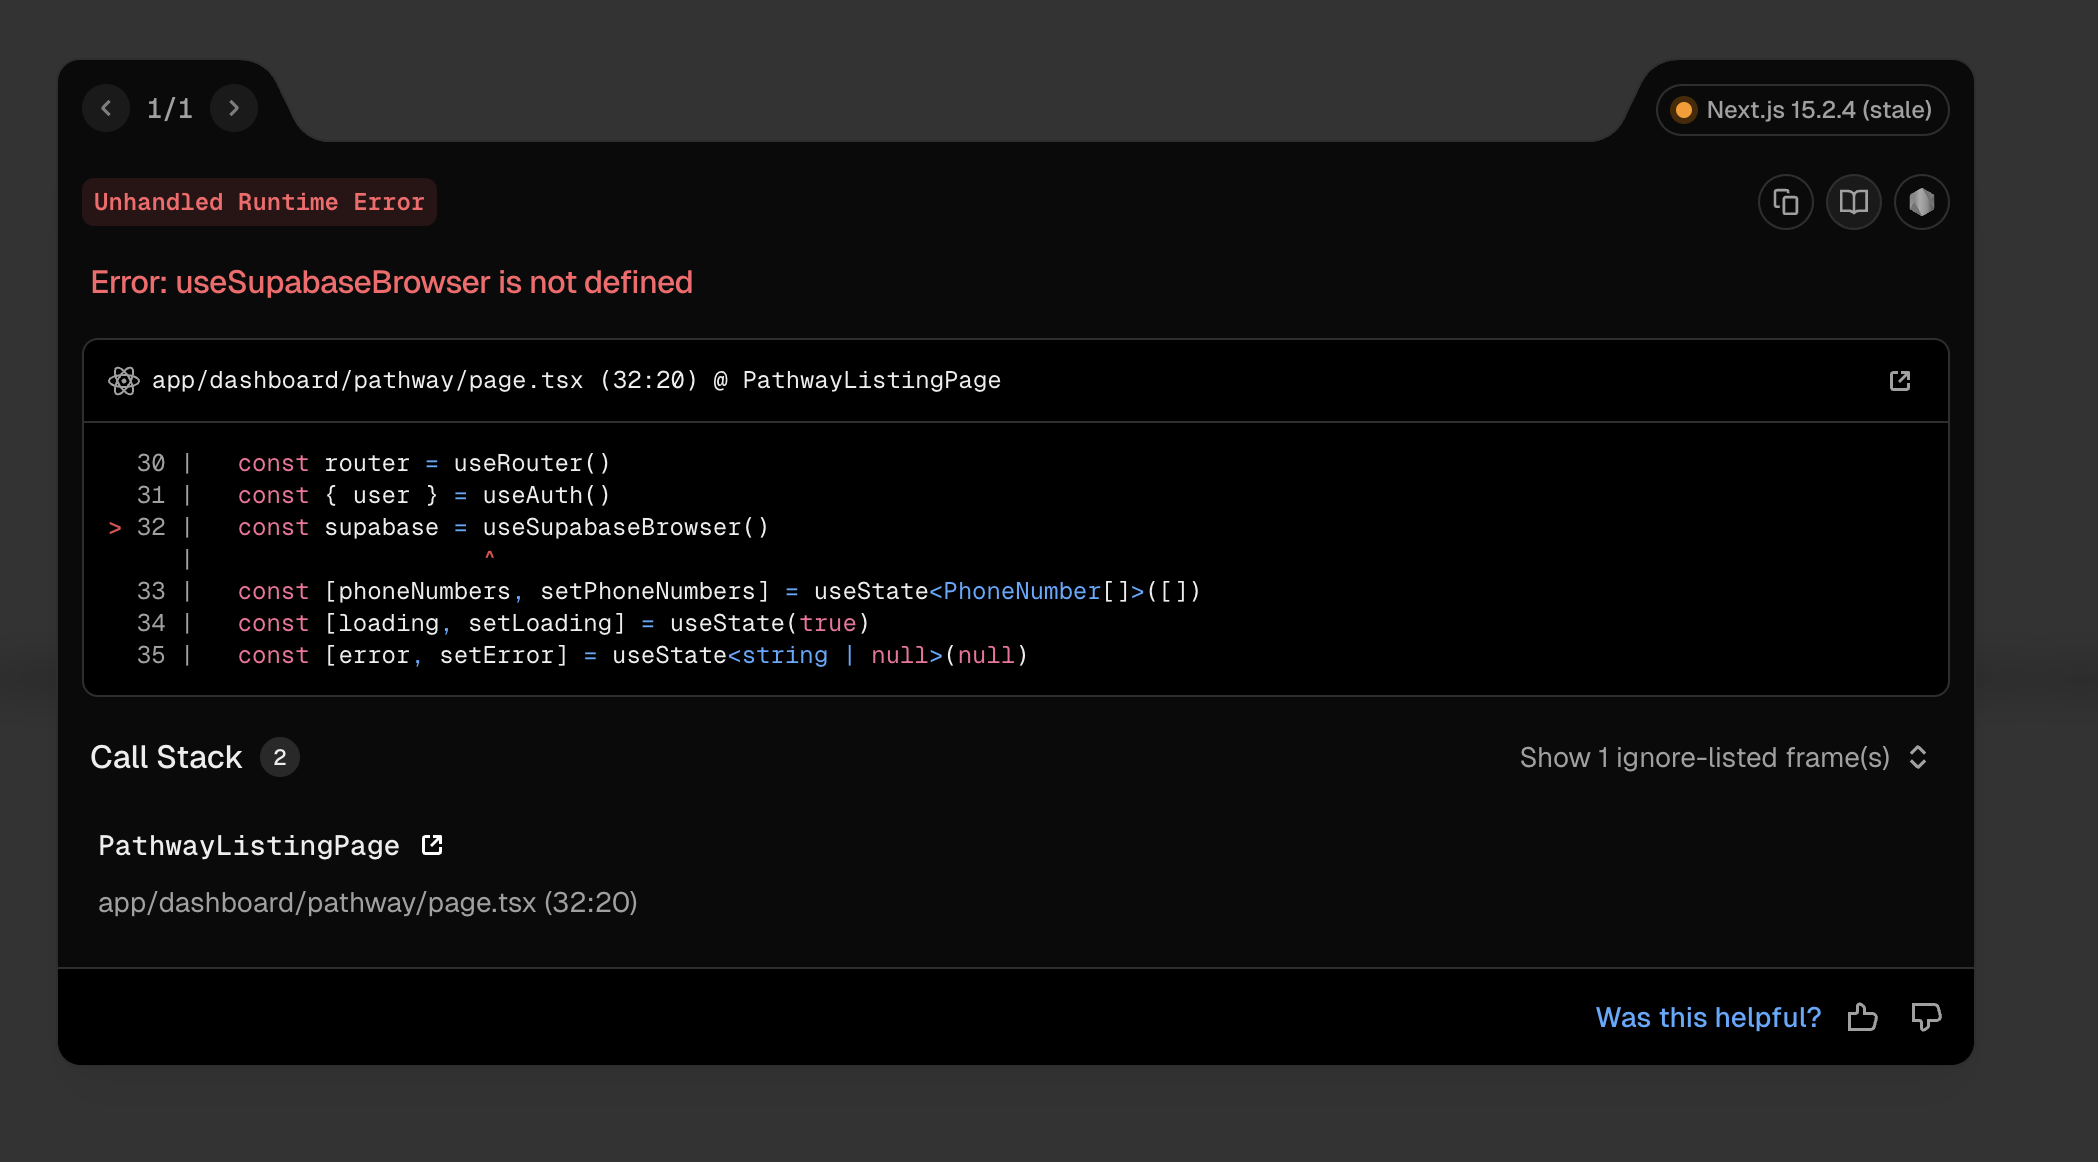 1/1
Next.js 15.2.4 (stale)
Unhandled Runtime Error
Error: useSupabaseBrowser is not defined
app/dashboard/pathway/page.tsx (32:20) @ PathwayListingPage
30 |   const router = useRouter()
31 |   const { user } = useAuth()
> 32 |   const supabase = useSupabaseBrowser()
|                    ^
33 |   const [phoneNumbers, setPhoneNumbers] = useState<PhoneNumber[]>([])
34 |   const [loading, setLoading] = useState(true)
35 |   const [error, setError] = useState<string | null>(null)
Call Stack 2
Show 1 ignore-listed frame(s)
PathwayListingPage
app/dashboard/pathway/page.tsx (32:20)
Was this helpful?